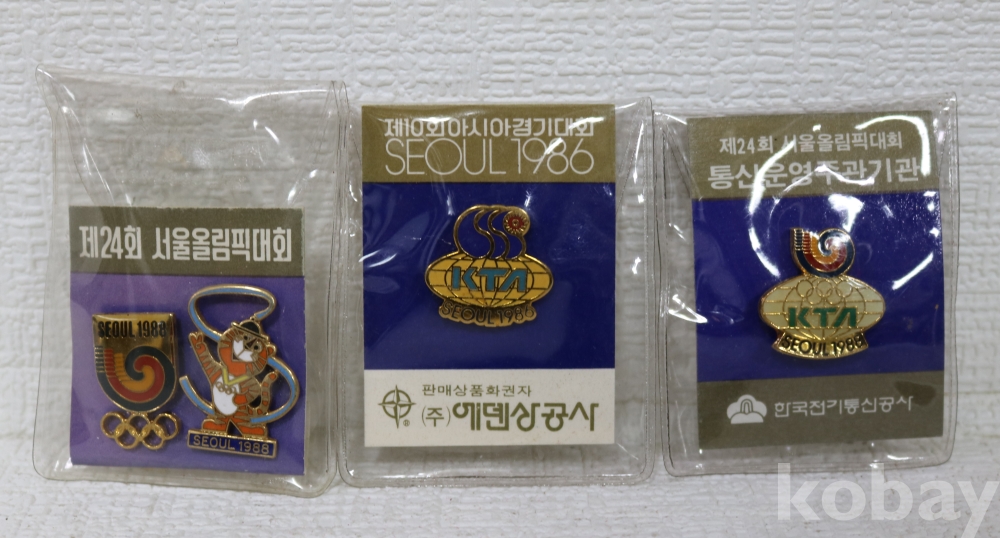 제24회 서울올림픽대회
SEOUL 1988
SEOUL 1988
제10회아시아경기대회
SEOUL 1986
KTA
SEOUL 1986
판매상품화권자
(주) 에덴상공사
제24회 서울올림픽대회
통신운영주관기관
KTA
SEOUL 1988
한국전기통신공사
kobay